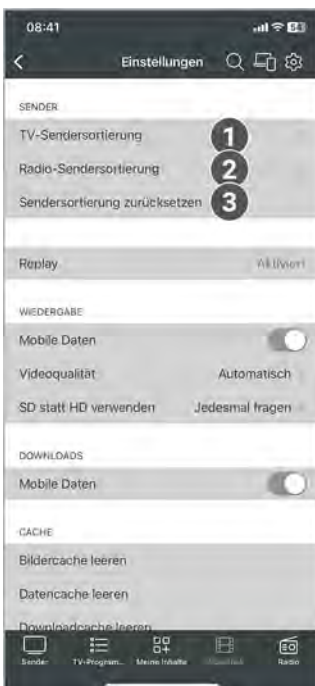 08:41 63
Einstellungen
SENDER
TV-Sendersortierung 1
Radio-Sendersortierung 2
Sendersortierung zurücksetzen 3
Replay Aktiviert
WIEDERGABE
Mobile Daten
Videoqualität Automatisch
SD statt HD verwenden Jedesmal fragen
DOWNLOADS
Mobile Daten
CACHE
Bildercache leeren
Datencache leeren
Downloadcache leeren
Sender TV-Program... Meine Inhalte Radio